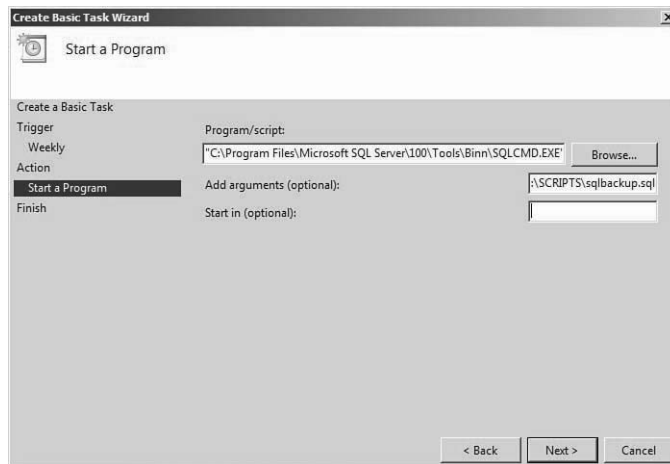 Create Basic Task Wizard
Start a Program
Create a Basic Task
Trigger
Weekly
Action
Start a Program
Finish
Program/script:
"C:\Program Files\Microsoft SQL Server\100\Tools\Binn\SQLCMD.EXE"
Browse...
Add arguments (optional):
:\SCRIPTS\sqlbackup.sql
Start in (optional):
< Back
Next >
Cancel